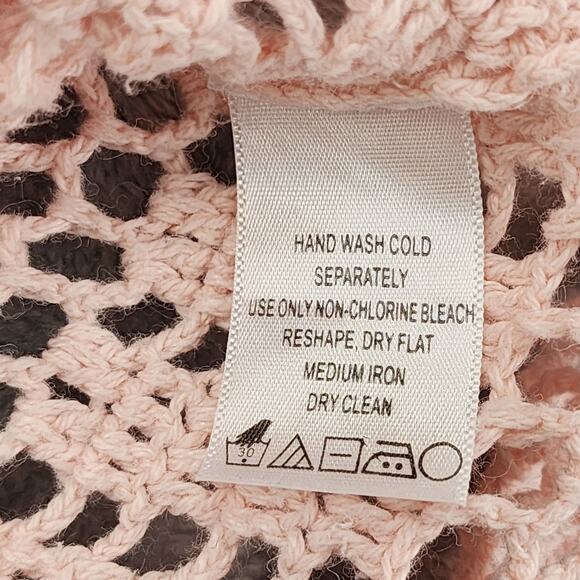 HAND WASH COLD
SEPARATELY
USE ONLY NON-CHLORINE BLEACH
RESHAPE, DRY FLAT
MEDIUM IRON
DRY CLEAN
30